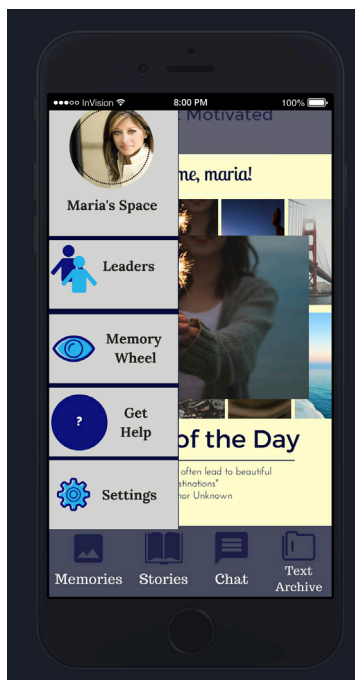 InVision 8:00 PM 100%
t Motivated
me, maria!
Maria's Space
Leaders
Memory
Wheel
?
Get
Help
of the Day
often lead to beautiful
stinations"
hor Unknown
Settings
Memories Stories Chat Text
Archive